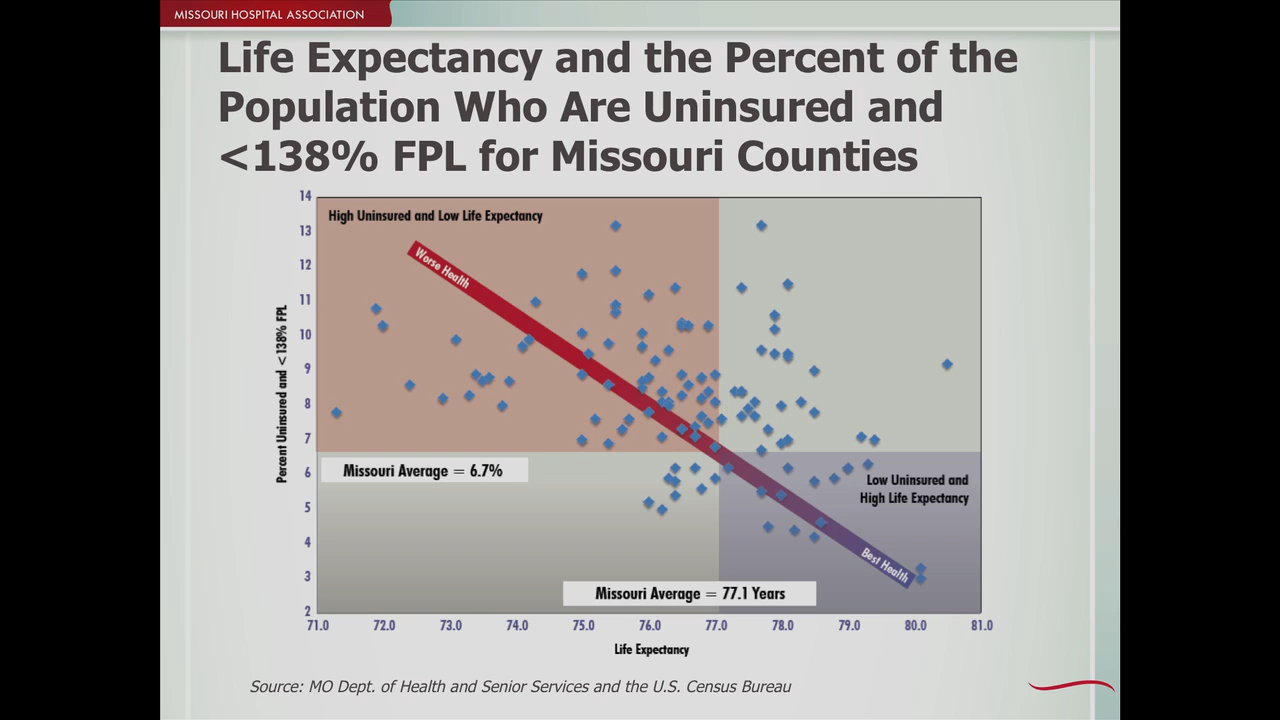 MISSOURI HOSPITAL ASSOCIATION
Life Expectancy and the Percent of the
Population Who Are Uninsured and
<138% FPL for Missouri Counties
14
13
12
11
10
9
8
7
6
5
4
3
2
Percent Uninsured and <138% FPL
High Uninsured and Low Life Expectancy
Worse Health
Missouri Average = 6.7%
Low Uninsured and
High Life Expectancy
Best Health
Missouri Average = 77.1 Years
71.0 72.0 73.0 74.0 75.0 76.0 77.0 78.0 79.0 80.0 81.0
Life Expectancy
Source: MO Dept. of Health and Senior Services and the U.S. Census Bureau